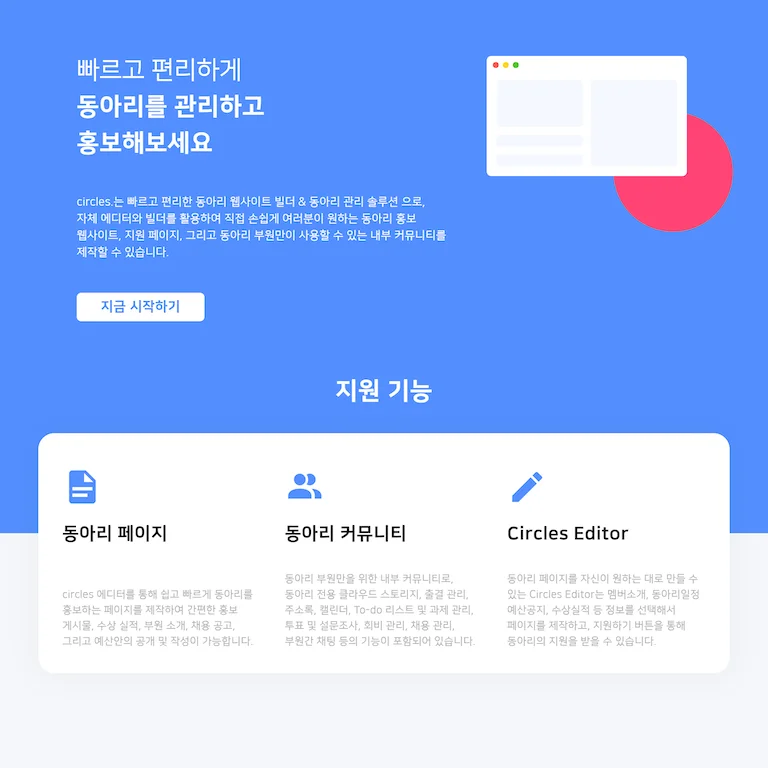 빠르고 편리하게
동아리를 관리하고
홍보해보세요
circles.는 빠르고 편리한 동아리 웹사이트 빌더 & 동아리 관리 솔루션 으로,
자체 에디터와 빌더를 활용하여 직접 손쉽게 여러분이 원하는 동아리 홍보
웹사이트, 지원 페이지, 그리고 동아리 부원만이 사용할 수 있는 내부 커뮤니티를
제작할 수 있습니다.
지금 시작하기
지원 기능
동아리 페이지
circles 에디터를 통해 쉽고 빠르게 동아리를
홍보하는 페이지를 제작하여 간편한 홍보
게시물, 수상 실적, 부원 소개, 채용 공고,
그리고 예산안의 공개 및 작성이 가능합니다.
동아리 커뮤니티
동아리 부원만을 위한 내부 커뮤니티로,
동아리 전용 클라우드 스토리지, 출결 관리,
주소록, 캘린더, To-do 리스트 및 과제 관리,
투표 및 설문조사, 회비 관리, 채용 관리,
부원간 채팅 등의 기능이 포함되어 있습니다.
Circles Editor
동아리 페이지를 자신이 원하는 대로 만들 수
있는 Circles Editor는 멤버소개, 동아리일정
예산공지, 수상실적 등 정보를 선택해서
페이지를 제작하고, 지원하기 버튼을 통해
동아리의 지원을 받을 수 있습니다.